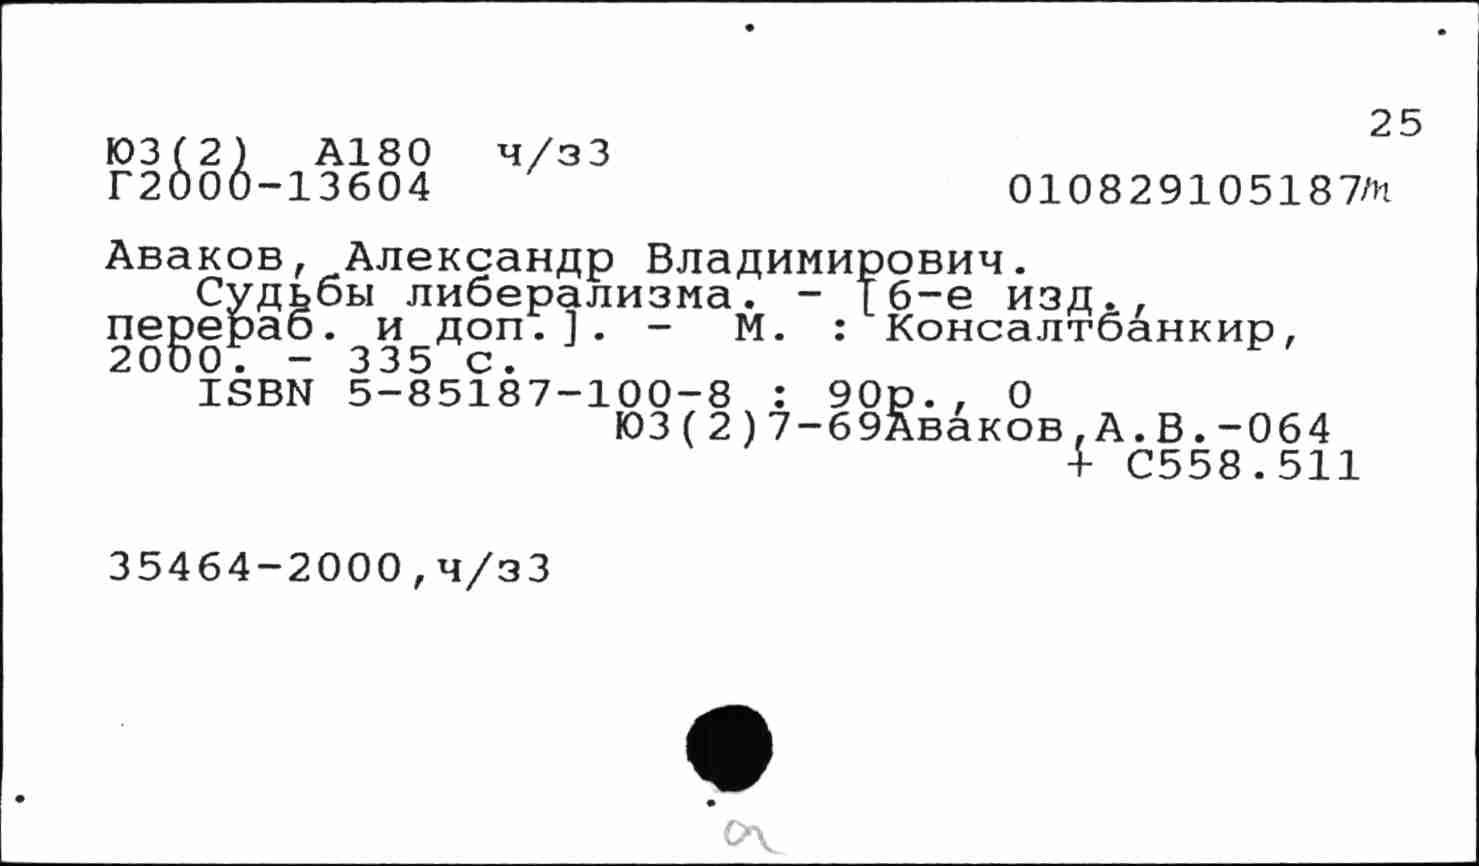 25
Ю3(2) А180 ч/з3
Г2000-13604 010829105187m
Аваков, Александр Владимирович.
Судьбы либерализма. - [6-е изд.,
перераб. и доп.]. - М. : Консалтбанкир,
2000. - 335 с.
ISBN 5-85187-100-8 : 90р., 0
Ю3(2)7-69Аваков,А.В.-064
+ С558.511
35464-2000,ч/з3